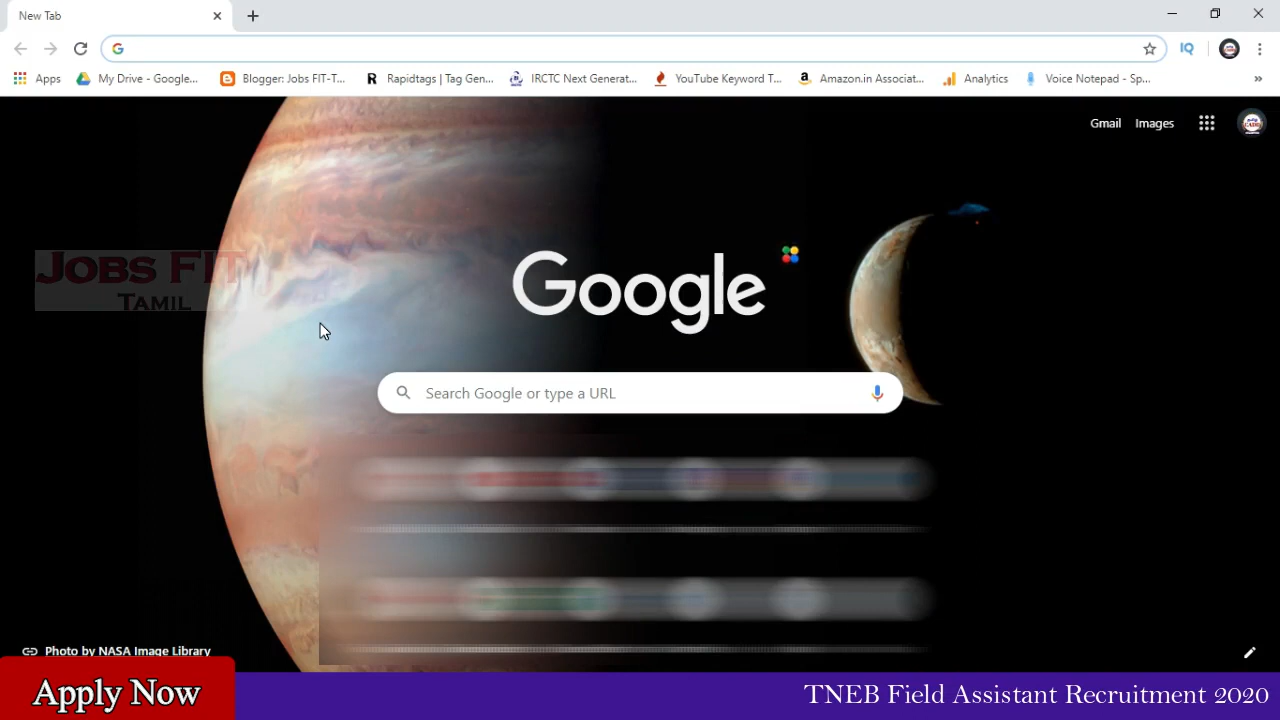 New Tab
Apps
My Drive - Google...
Blogger: Jobs FIT-T...
Rapidtags | Tag Gen...
IRCTC Next Generat...
YouTube Keyword T...
Amazon.in Associat...
Analytics
Voice Notepad - Sp...
Gmail Images
JOBS FIT
TAMIL
Google
Search Google or type a URL
Photo by NASA Image Library
Apply Now
TNEB Field Assistant Recruitment 2020